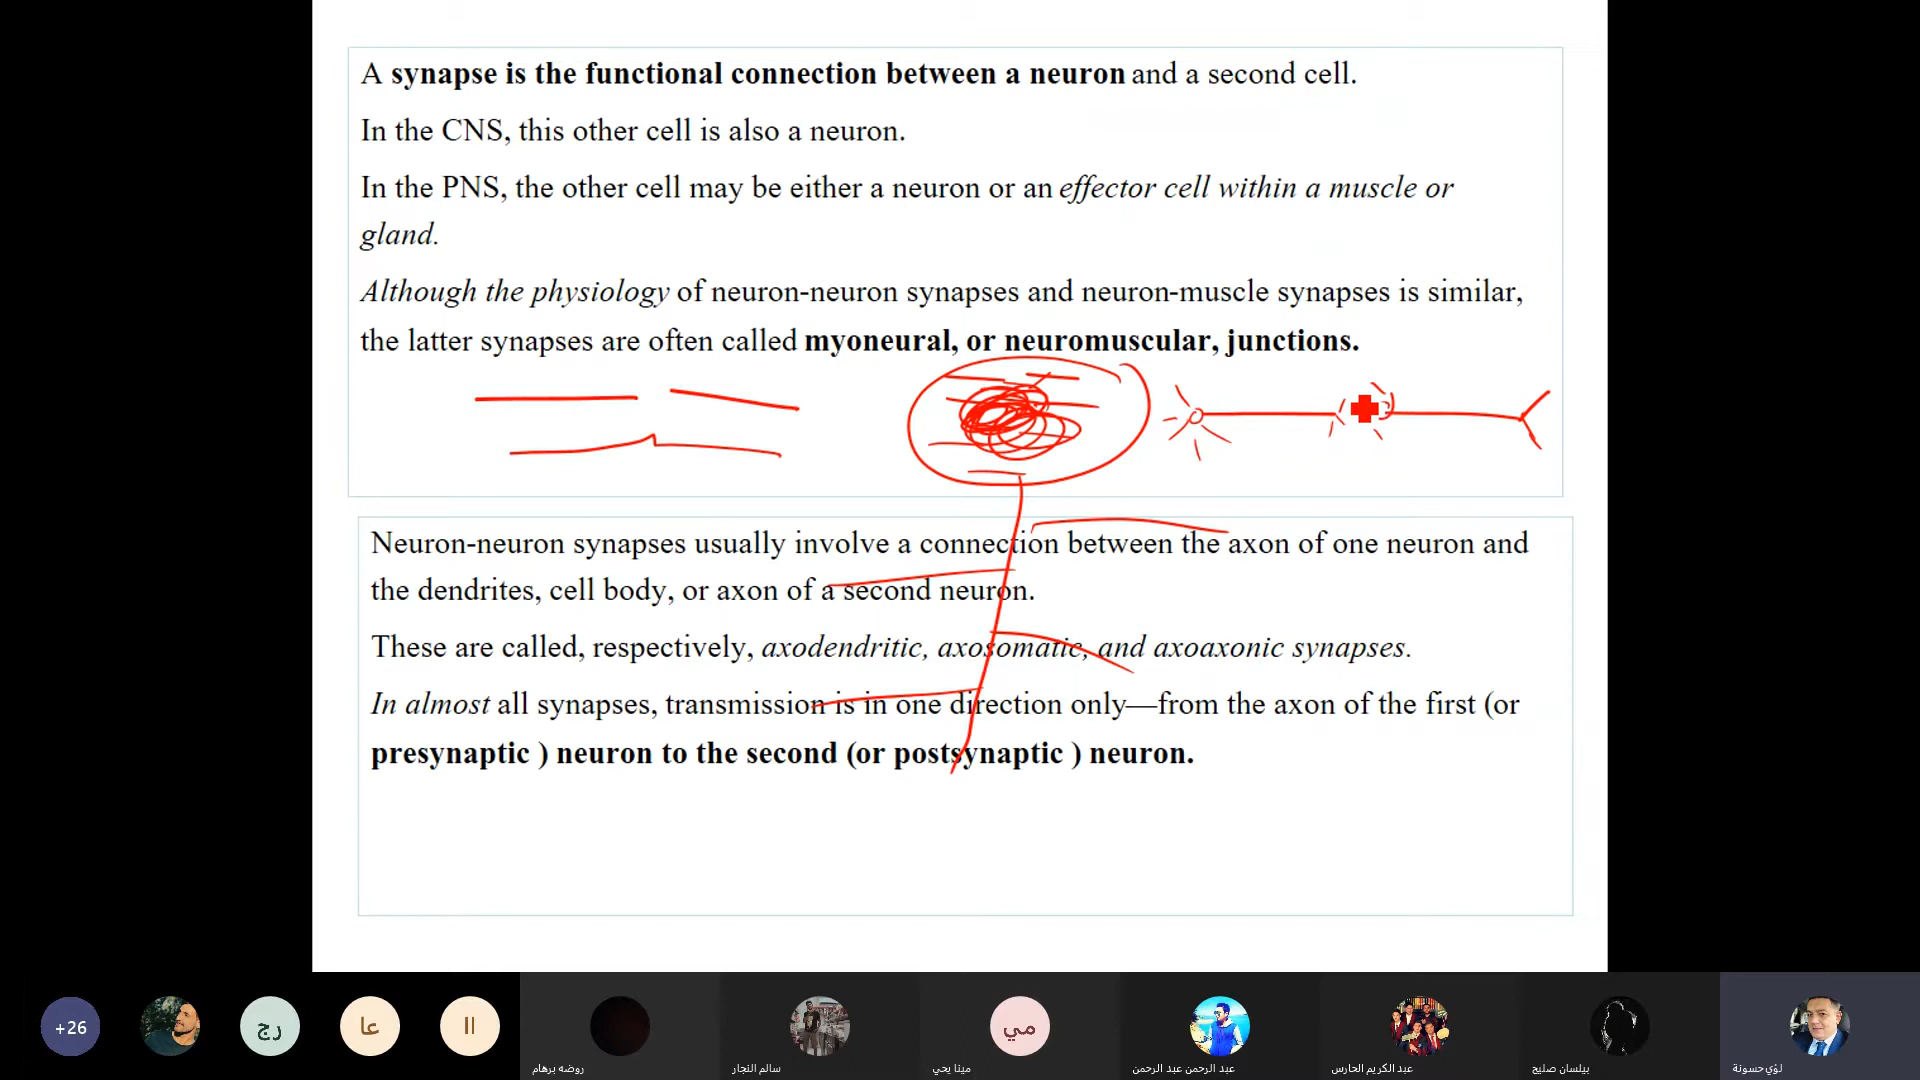 A synapse is the functional connection between a neuron and a second cell.
In the CNS, this other cell is also a neuron.
In the PNS, the other cell may be either a neuron or an effector cell within a muscle or
gland.
Although the physiology of neuron-neuron synapses and neuron-muscle synapses is similar,
the latter synapses are often called myoneural, or neuromuscular, junctions.
Neuron-neuron synapses usually involve a connection between the axon of one neuron and
the dendrites, cell body, or axon of a second neuron.
These are called, respectively, axodendritic, axosomatic, and axoaxonic synapses.
In almost all synapses, transmission is in one direction only—from the axon of the first (or
presynaptic ) neuron to the second (or postsynaptic ) neuron.
+26
رج
عا
اا
مي
روضه برهام
سالم النجار
مينا يحي
عبد الرحمن عبد الرحمن
عبد الكريم الحارس
بيلسان صليح
لؤي حسونة